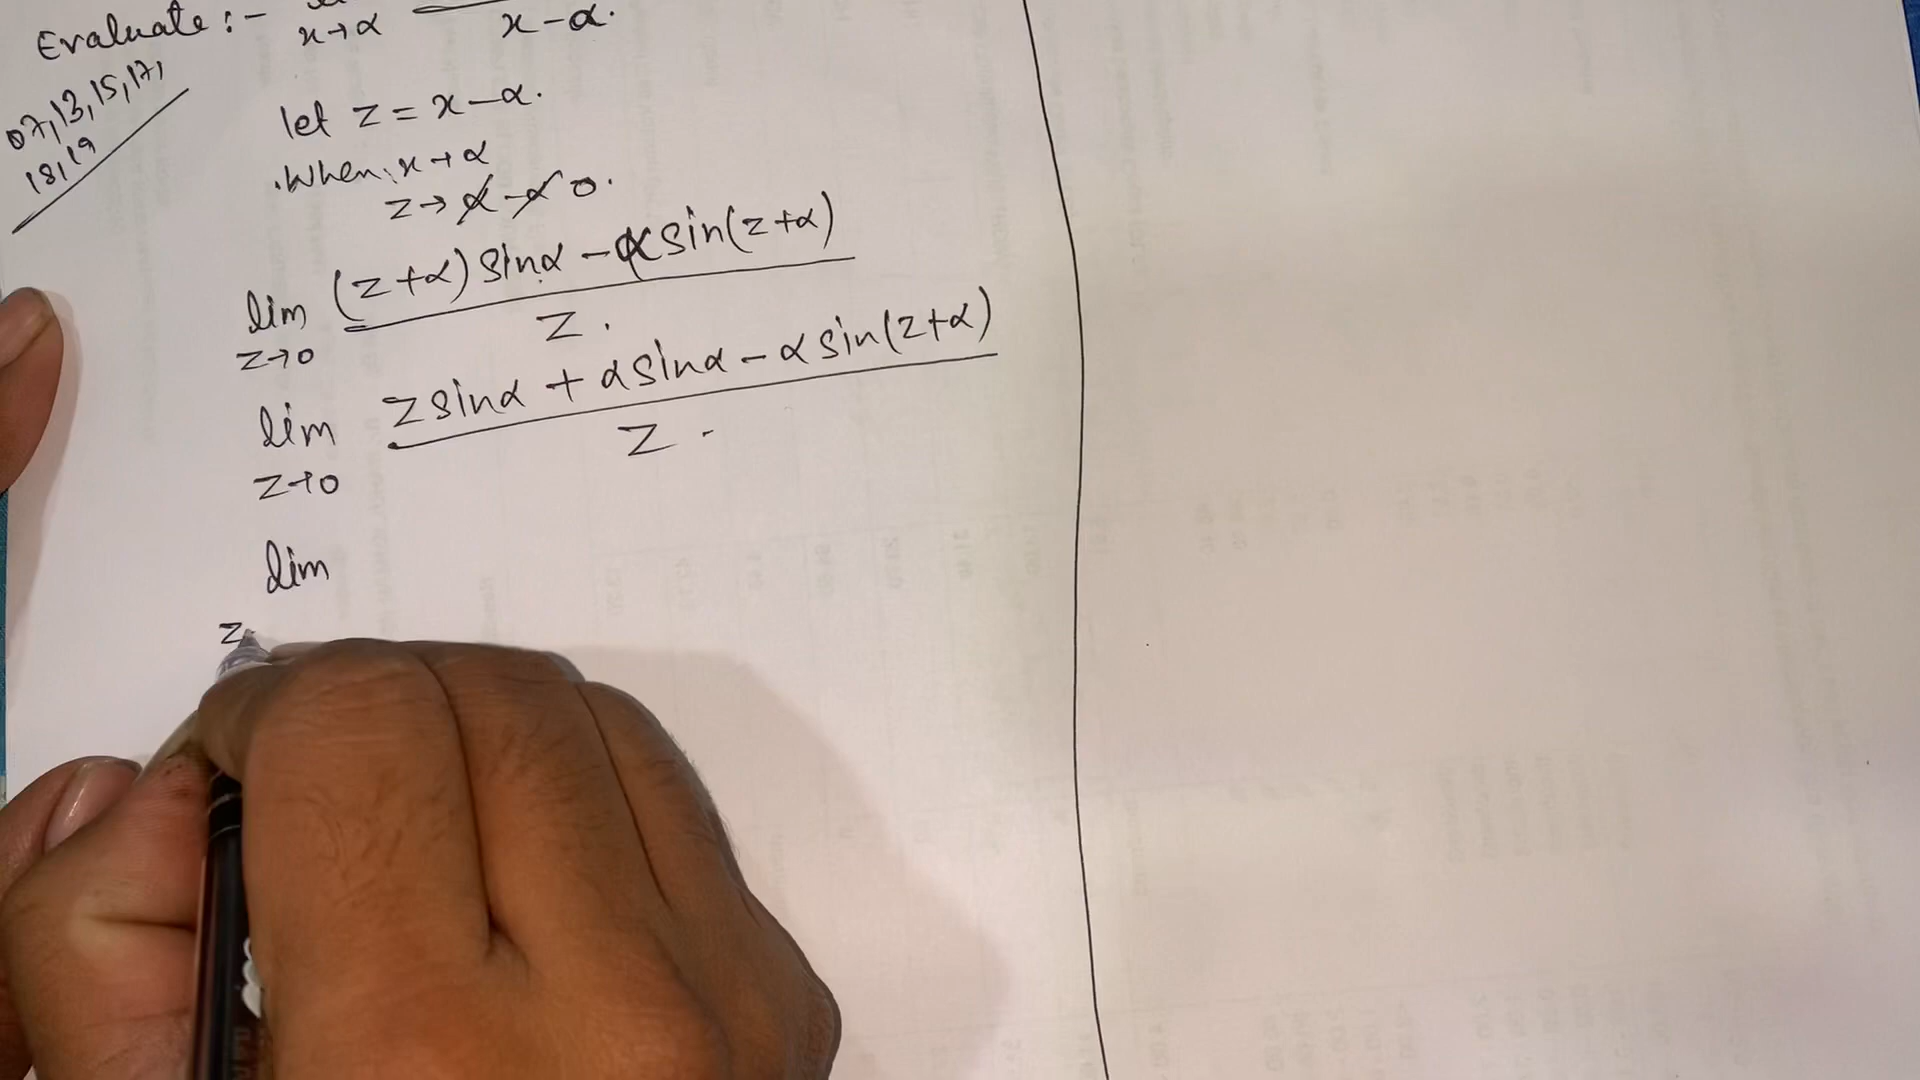 Evaluate :- x→α x-α.
07, 13, 15, 17,
18, 19
let z = x-α.
When, x→α
z→ α-α 0.
lim (z+α) sinα - α sin(z+α)
z→0 z.
lim z sinα + α sinα - α sin(z+α)
z→0 z.
lim
z